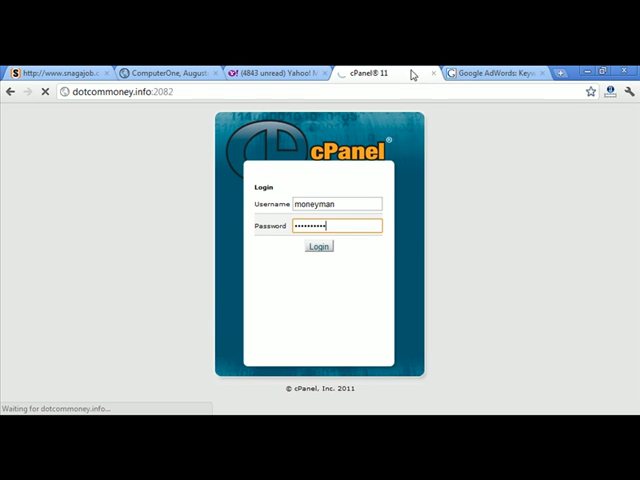 http://www.snagajob.c
ComputerOne, August
(4843 unread) Yahoo! M
cPanel® 11
Google AdWords: Keyw
dotcommoney.info:2082
cPanel®
Login
Username moneyman
Password ••••••••••
Login
© cPanel, Inc. 2011
Waiting for dotcommoney.info...